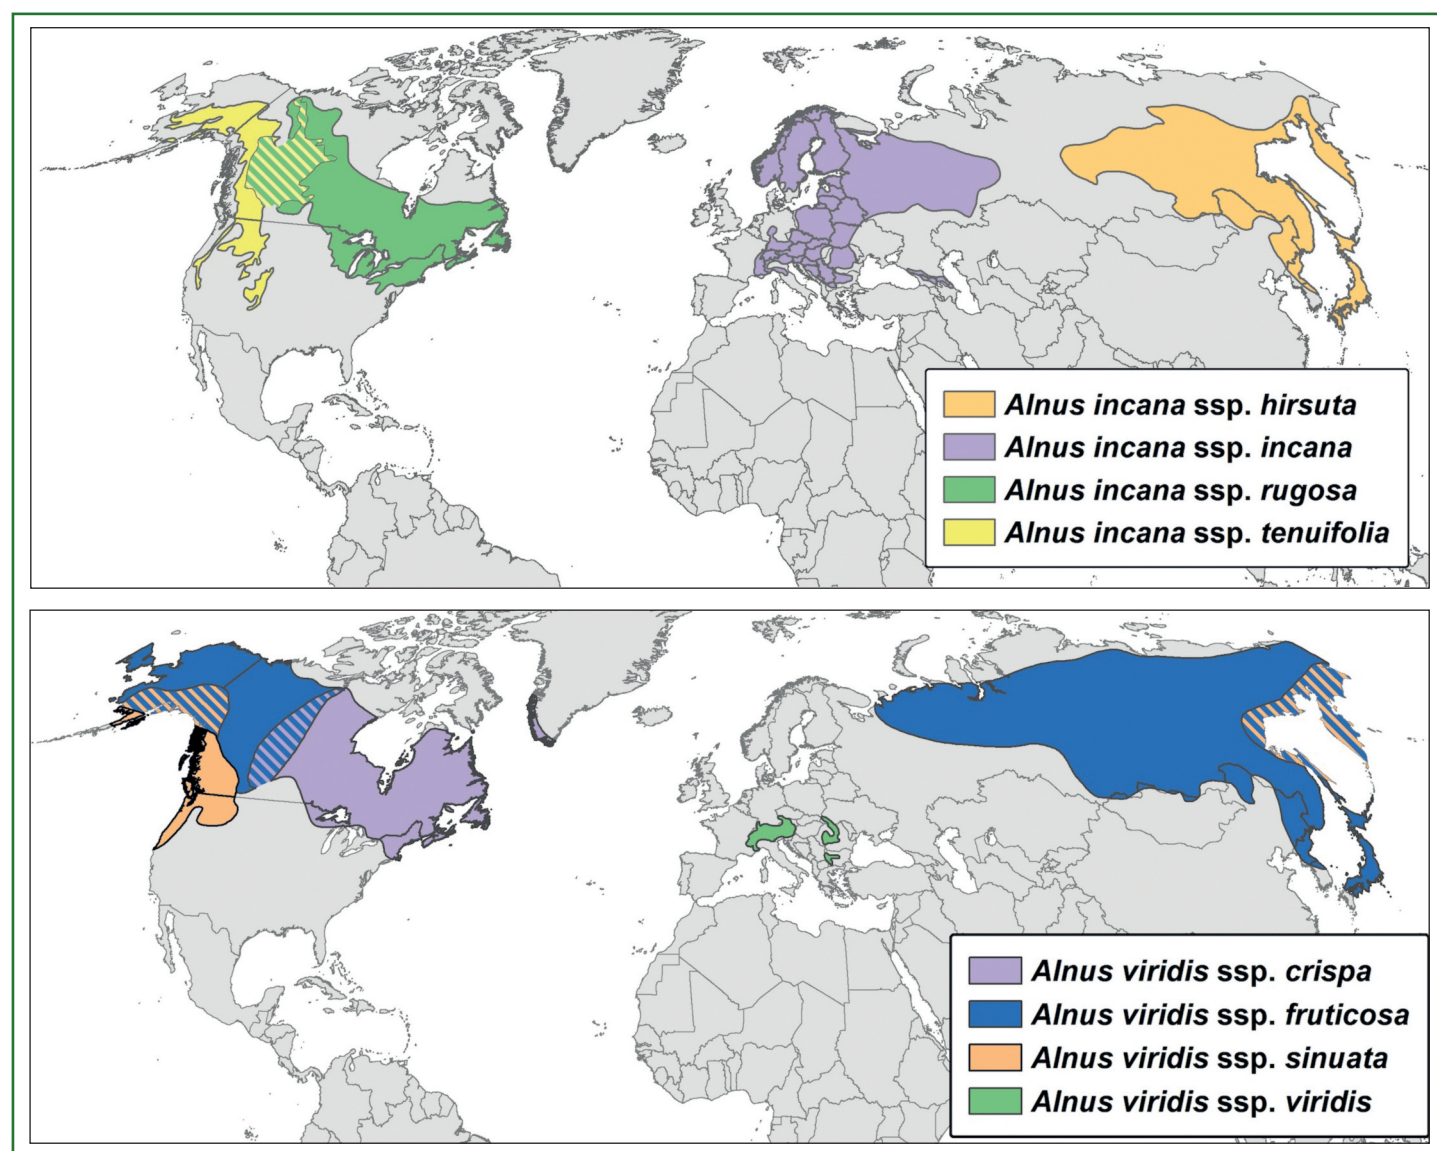 Alnus incana ssp. hirsuta
Alnus incana ssp. incana
Alnus incana ssp. rugosa
Alnus incana ssp. tenuifolia
Alnus viridis ssp. crispa
Alnus viridis ssp. fruticosa
Alnus viridis ssp. sinuata
Alnus viridis ssp. viridis